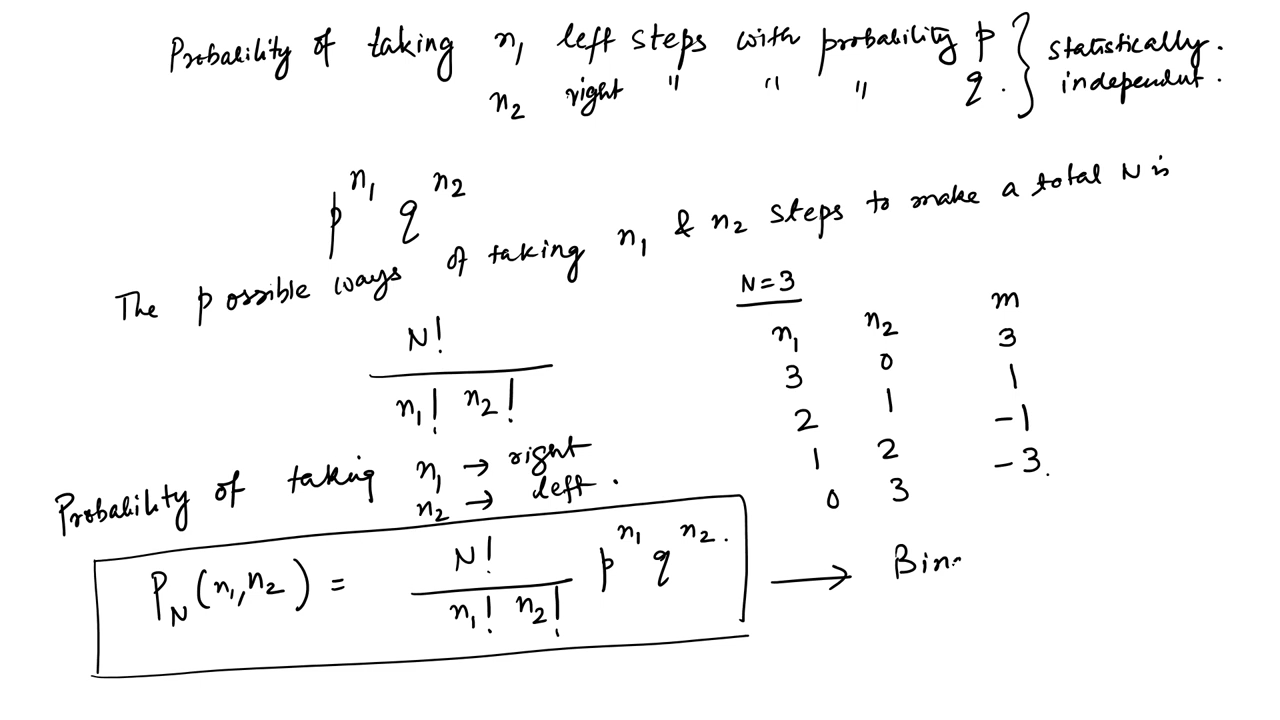 Probability of taking n₁ left steps with probability p } statistically.
n₂ right " " " q. } independent.
p^n₁ q^n₂
The possible ways of taking n₁ & n₂ steps to make a total N is
N! / n₁! n₂!
N=3
n₁ n₂ m
3 0 3
2 1 1
1 2 -1
0 3 -3.
Probability of taking n₁ → right
n₂ → left.
P_N(n₁,n₂) = N! / n₁! n₂! p^n₁ q^n₂. → Bin